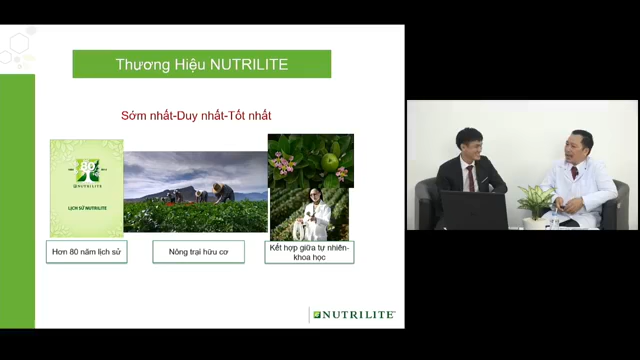 Thương Hiệu NUTRILITE
Sớm nhất-Duy nhất-Tốt nhất
80
NUTRILITE
LỊCH SỬ NUTRILITE
Hơn 80 năm lịch sử
Nông trại hữu cơ
Kết hợp giữa tự nhiên-
khoa học
NUTRILITE